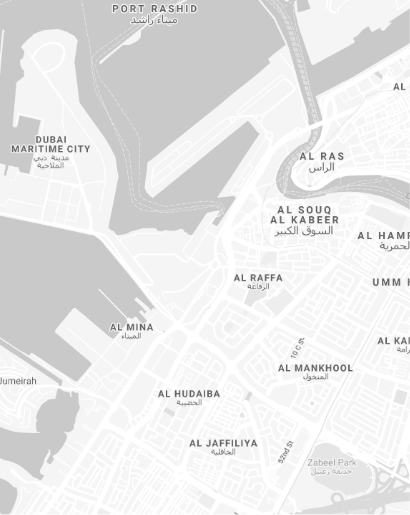 PORT RASHID
ميناء راشد
AL
DUBAI
MARITIME CITY
مدينة دبي
الملاحية
AL RAS
الراس
AL SOUQ
AL KABEER
السوق الكبير
AL HAMR
الحمرية
AL RAFFA
الرفاعة
UMM H
AL MINA
الميناء
10 C St
AL KA
رامة
AL MANKHOOL
المنخول
Jumeirah
AL HUDAIBA
الحضيبة
AL JAFFILIYA
الجافلية
52nd St
Zabeel Park
حديقة زعبيل